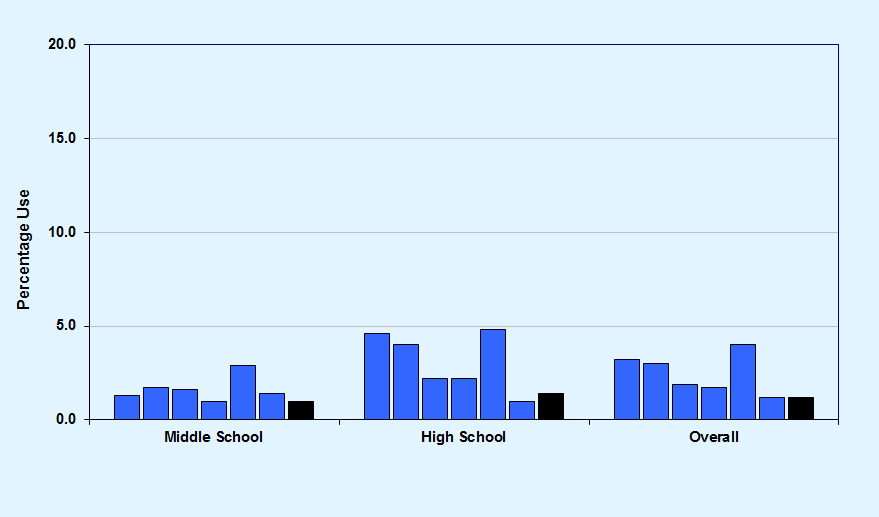 20.0
15.0
10.0
5.0
0.0
Percentage Use
Middle School
High School
Overall